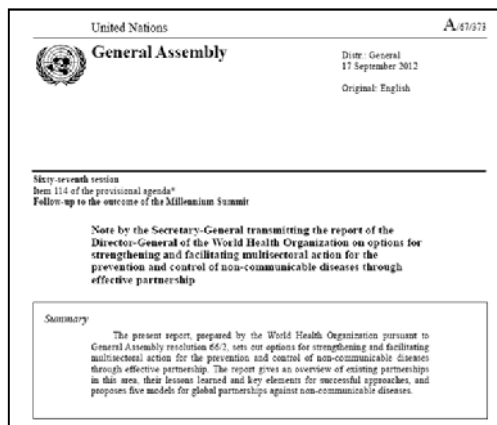 United Nations A/67/373
General Assembly
Distr.: General
17 September 2012
Original: English
Sixty-seventh session
Item 114 of the provisional agenda*
Follow-up to the outcome of the Millennium Summit
Note by the Secretary-General transmitting the report of the
Director-General of the World Health Organization on options for
strengthening and facilitating multisectoral action for the
prevention and control of non-communicable diseases through
effective partnership
Summary
The present report, prepared by the World Health Organization pursuant to
General Assembly resolution 66/2, sets out options for strengthening and facilitating
multisectoral action for the prevention and control of non-communicable diseases
through effective partnership. The report gives an overview of existing partnerships
in this area, their lessons learned and key elements for successful approaches, and
proposes five models for global partnerships against non-communicable diseases.